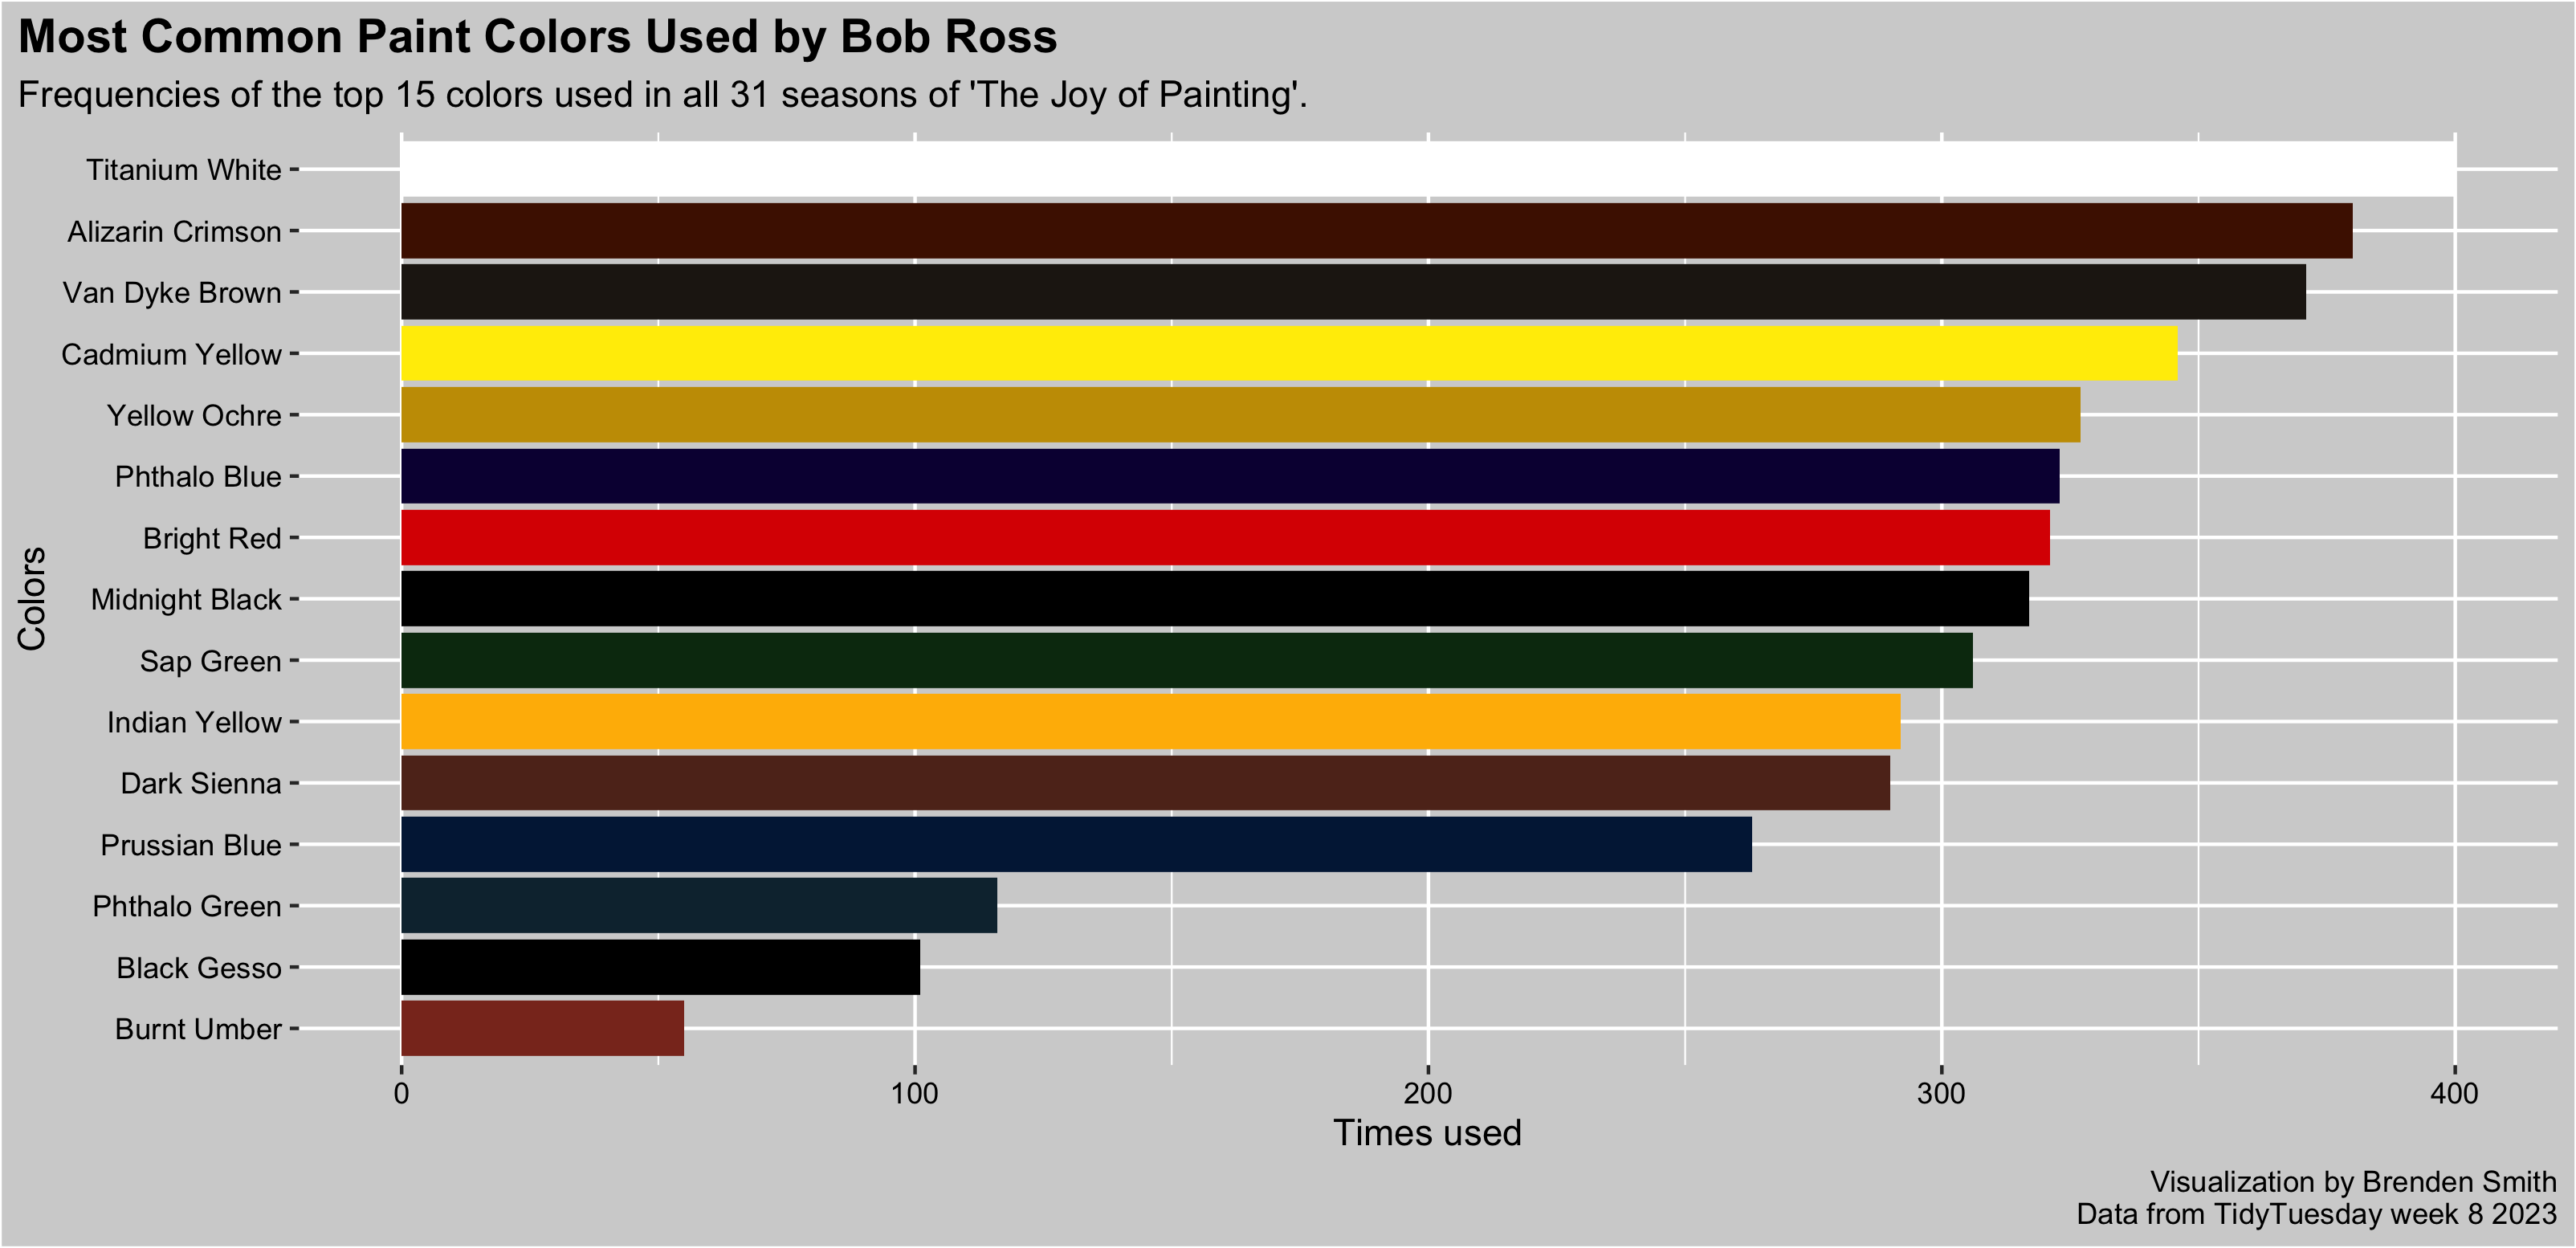 Most Common Paint Colors Used by Bob Ross
Frequencies of the top 15 colors used in all 31 seasons of 'The Joy of Painting'.
Colors
Titanium White
Alizarin Crimson
Van Dyke Brown
Cadmium Yellow
Yellow Ochre
Phthalo Blue
Bright Red
Midnight Black
Sap Green
Indian Yellow
Dark Sienna
Prussian Blue
Phthalo Green
Black Gesso
Burnt Umber
0 100 200 300 400
Times used
Visualization by Brenden Smith
Data from TidyTuesday week 8 2023